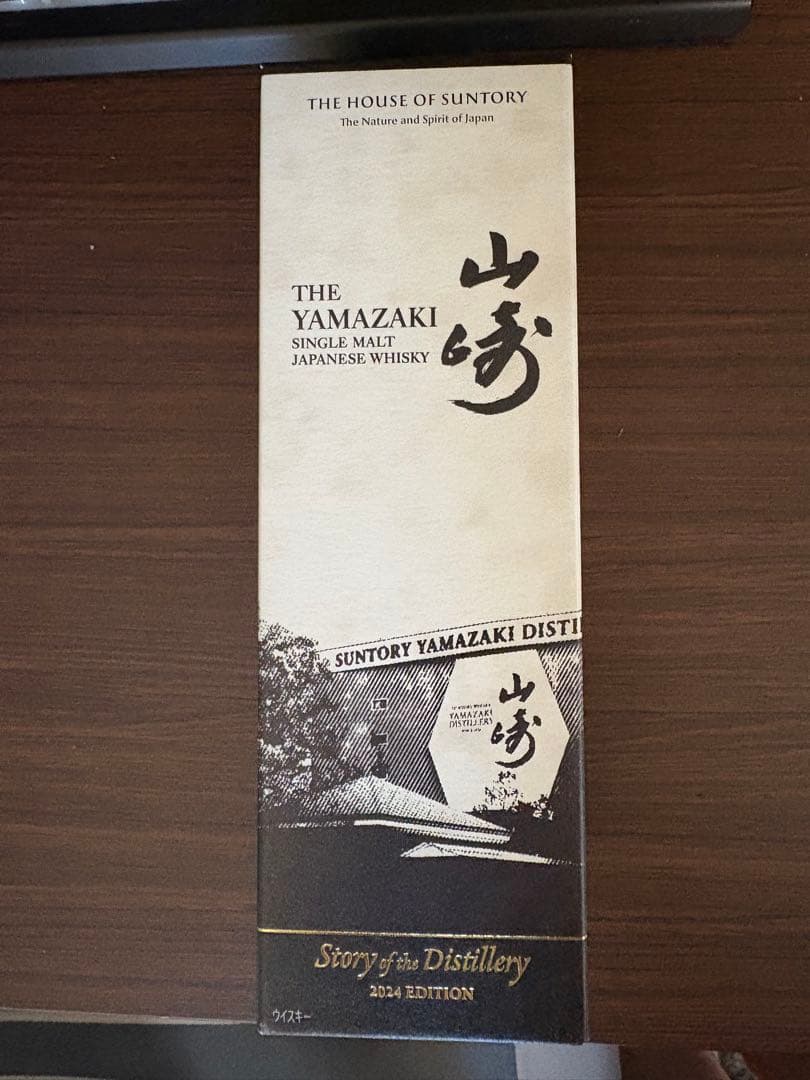 THE HOUSE OF SUNTORY
The Nature and Spirit of Japan
山崎
THE
YAMAZAKI
SINGLE MALT
JAPANESE WHISKY
SUNTORY YAMAZAKI DISTI
山崎
YAMAZAKI
DISTILLERY
Story of the Distillery
2024 EDITION
ウイスキー